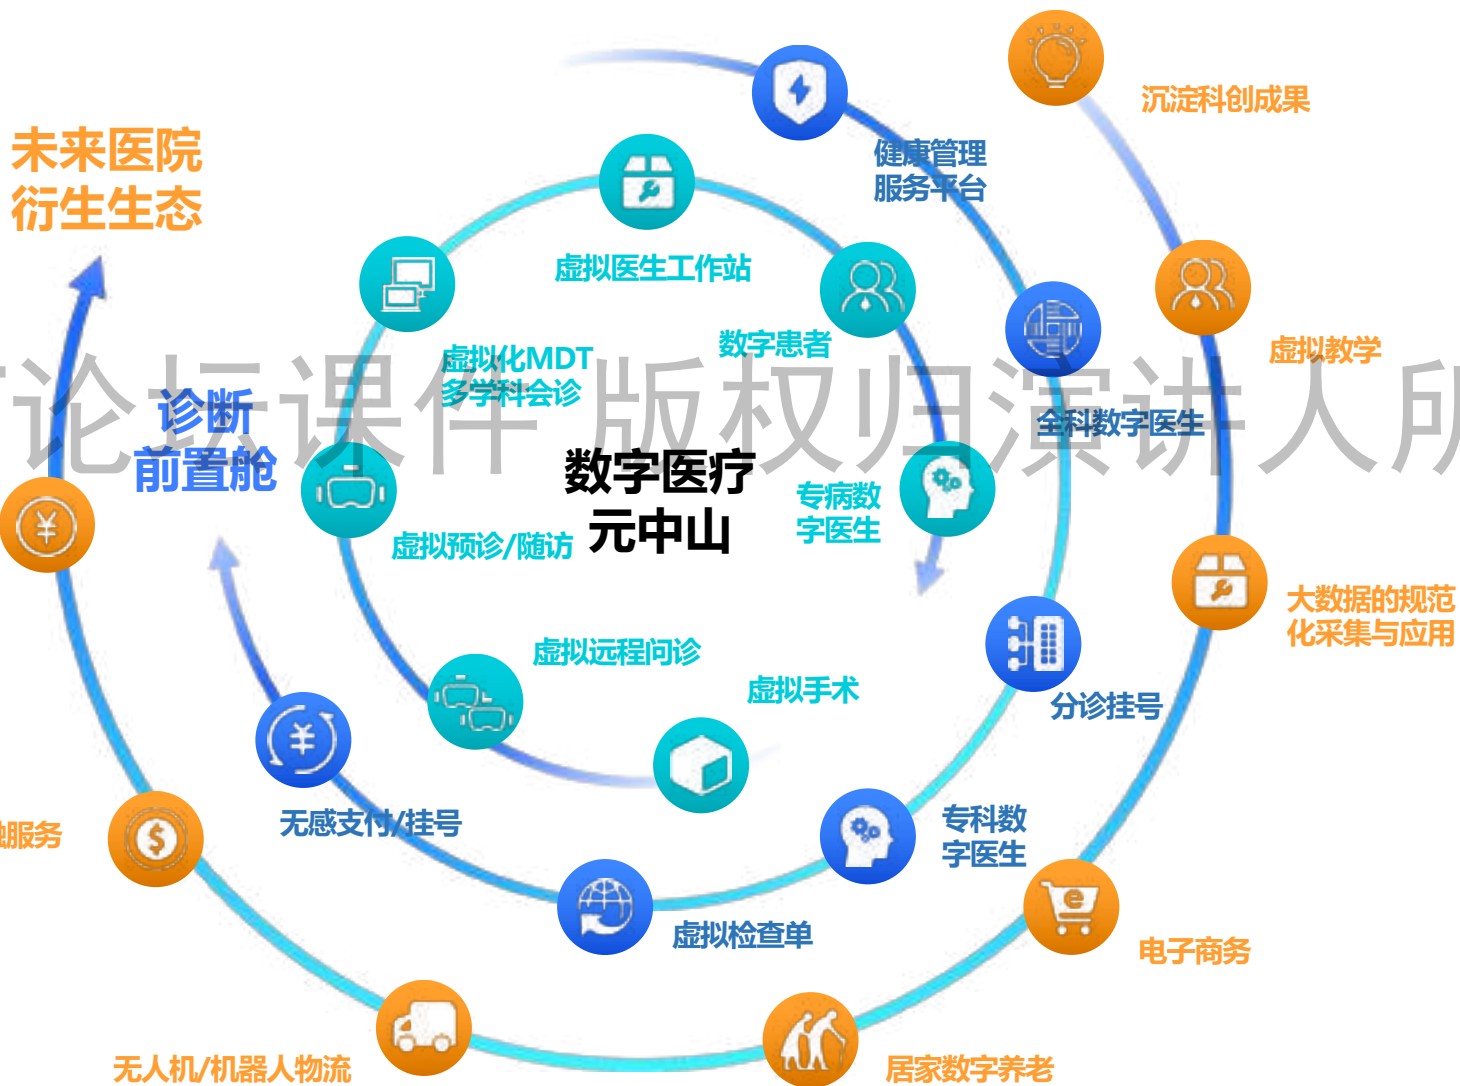 沉淀科创成果
未来医院
衍生生态
健康管理
服务平台
虚拟医生工作站
数字患者
虚拟教学
虚拟化MDT
多学科会诊
论坛课件 版权归演讲人所
诊断
前置舱
全科数字医生
数字医疗
元中山
专病数
字医生
虚拟预诊/随访
大数据的规范
化采集与应用
虚拟远程问诊
虚拟手术
分诊挂号
无感支付/挂号
专科数
字医生
服务
虚拟检查单
电子商务
无人机/机器人物流
居家数字养老